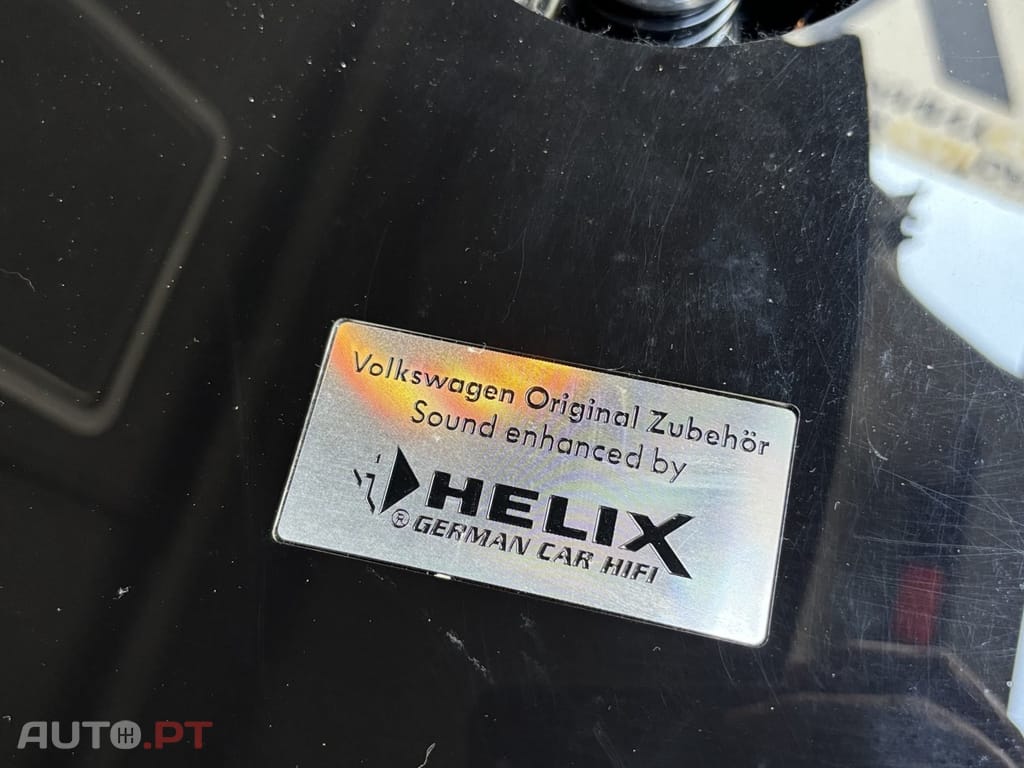 Volkswagen Original Zubehör
Sound enhanced by
HELIX
® GERMAN CAR HIFI
AUTO.PT